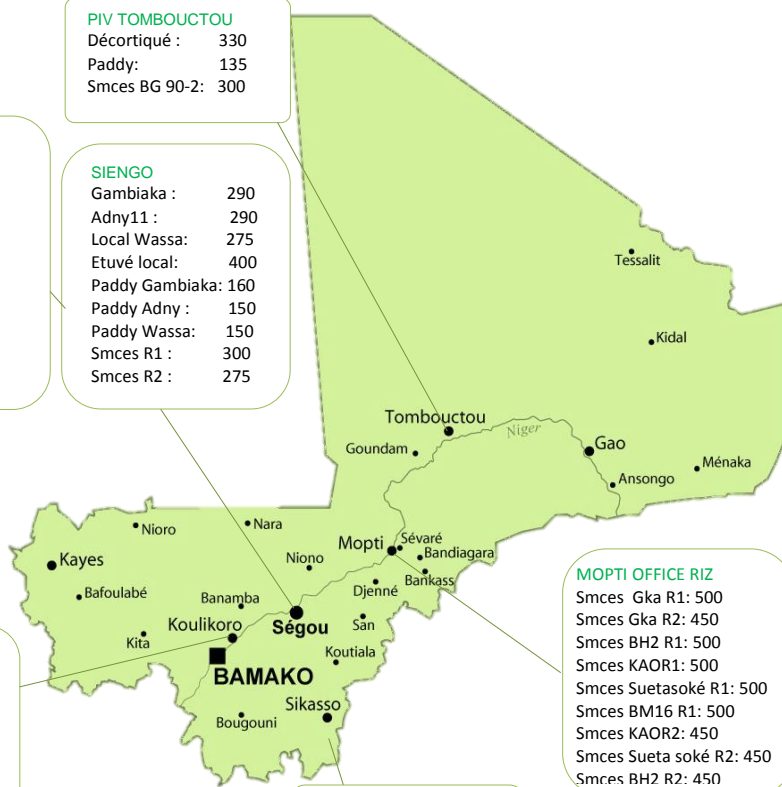 PIV TOMBOUCTOU
Décortiqué : 330
Paddy: 135
Smces BG 90-2: 300
SIENGO
Gambiaka : 290
Adny11 : 290
Local Wassa: 275
Etuvé local: 400
Paddy Gambiaka: 160
Paddy Adny : 150
Paddy Wassa: 150
Smces R1 : 300
Smces R2 : 275
Tessalit
Kidal
Tombouctou
Niger
Goundam
Gao
Ménaka
Ansongo
Nioro
Nara
Mopti
Sévaré
Bandiagara
Kayes
Niono
Bankass
Djenné
Bafoulabé
Banamba
Ségou
San
Koulikoro
Kita
Koutiala
BAMAKO
Sikasso
Bougouni
MOPTI OFFICE RIZ
Smces Gka R1: 500
Smces Gka R2: 450
Smces BH2 R1: 500
Smces KAOR1: 500
Smces Suetasoké R1: 500
Smces BM16 R1: 500
Smces KAOR2: 450
Smces Sueta soké R2: 450
Smces BH2 R2: 450